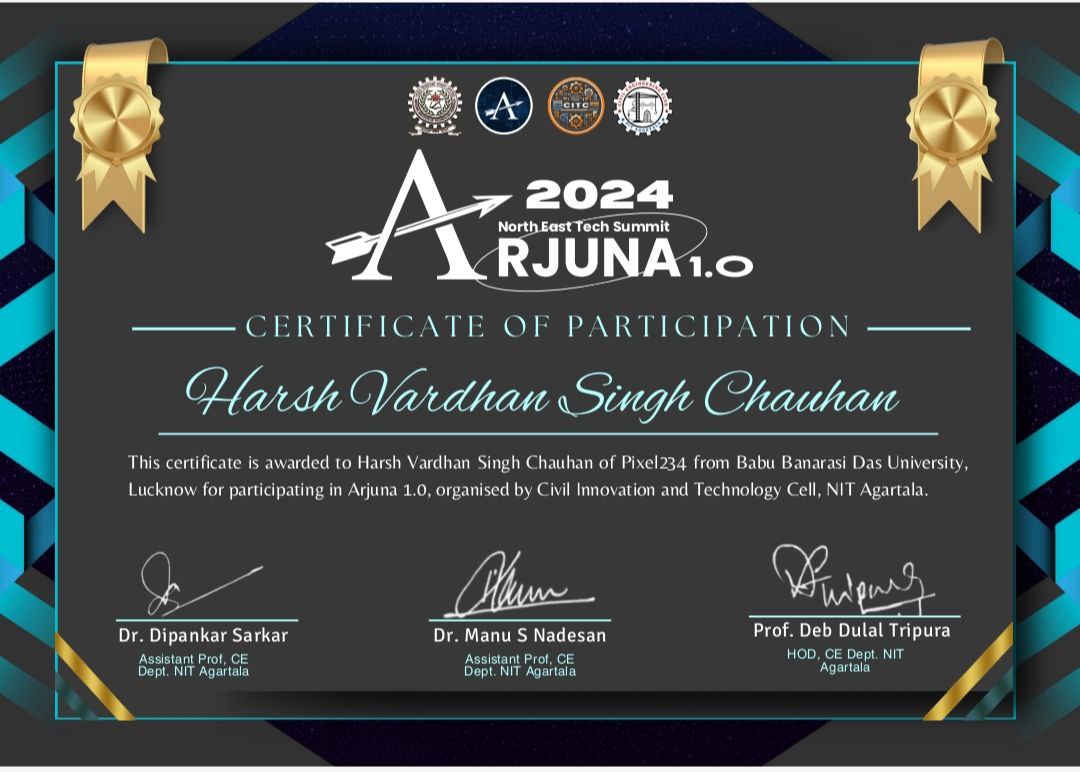 CITC
A
2024
North East Tech Summit
ARJUNA 1.0
CERTIFICATE OF PARTICIPATION
Harsh Vardhan Singh Chauhan
This certificate is awarded to Harsh Vardhan Singh Chauhan of Pixel234 from Babu Banarasi Das University,
Lucknow for participating in Arjuna 1.0, organised by Civil Innovation and Technology Cell, NIT Agartala.
Dr. Dipankar Sarkar
Assistant Prof, CE
Dept. NIT Agartala
Dr. Manu S Nadesan
Assistant Prof, CE
Dept. NIT Agartala
Prof. Deb Dulal Tripura
HOD, CE Dept. NIT
Agartala